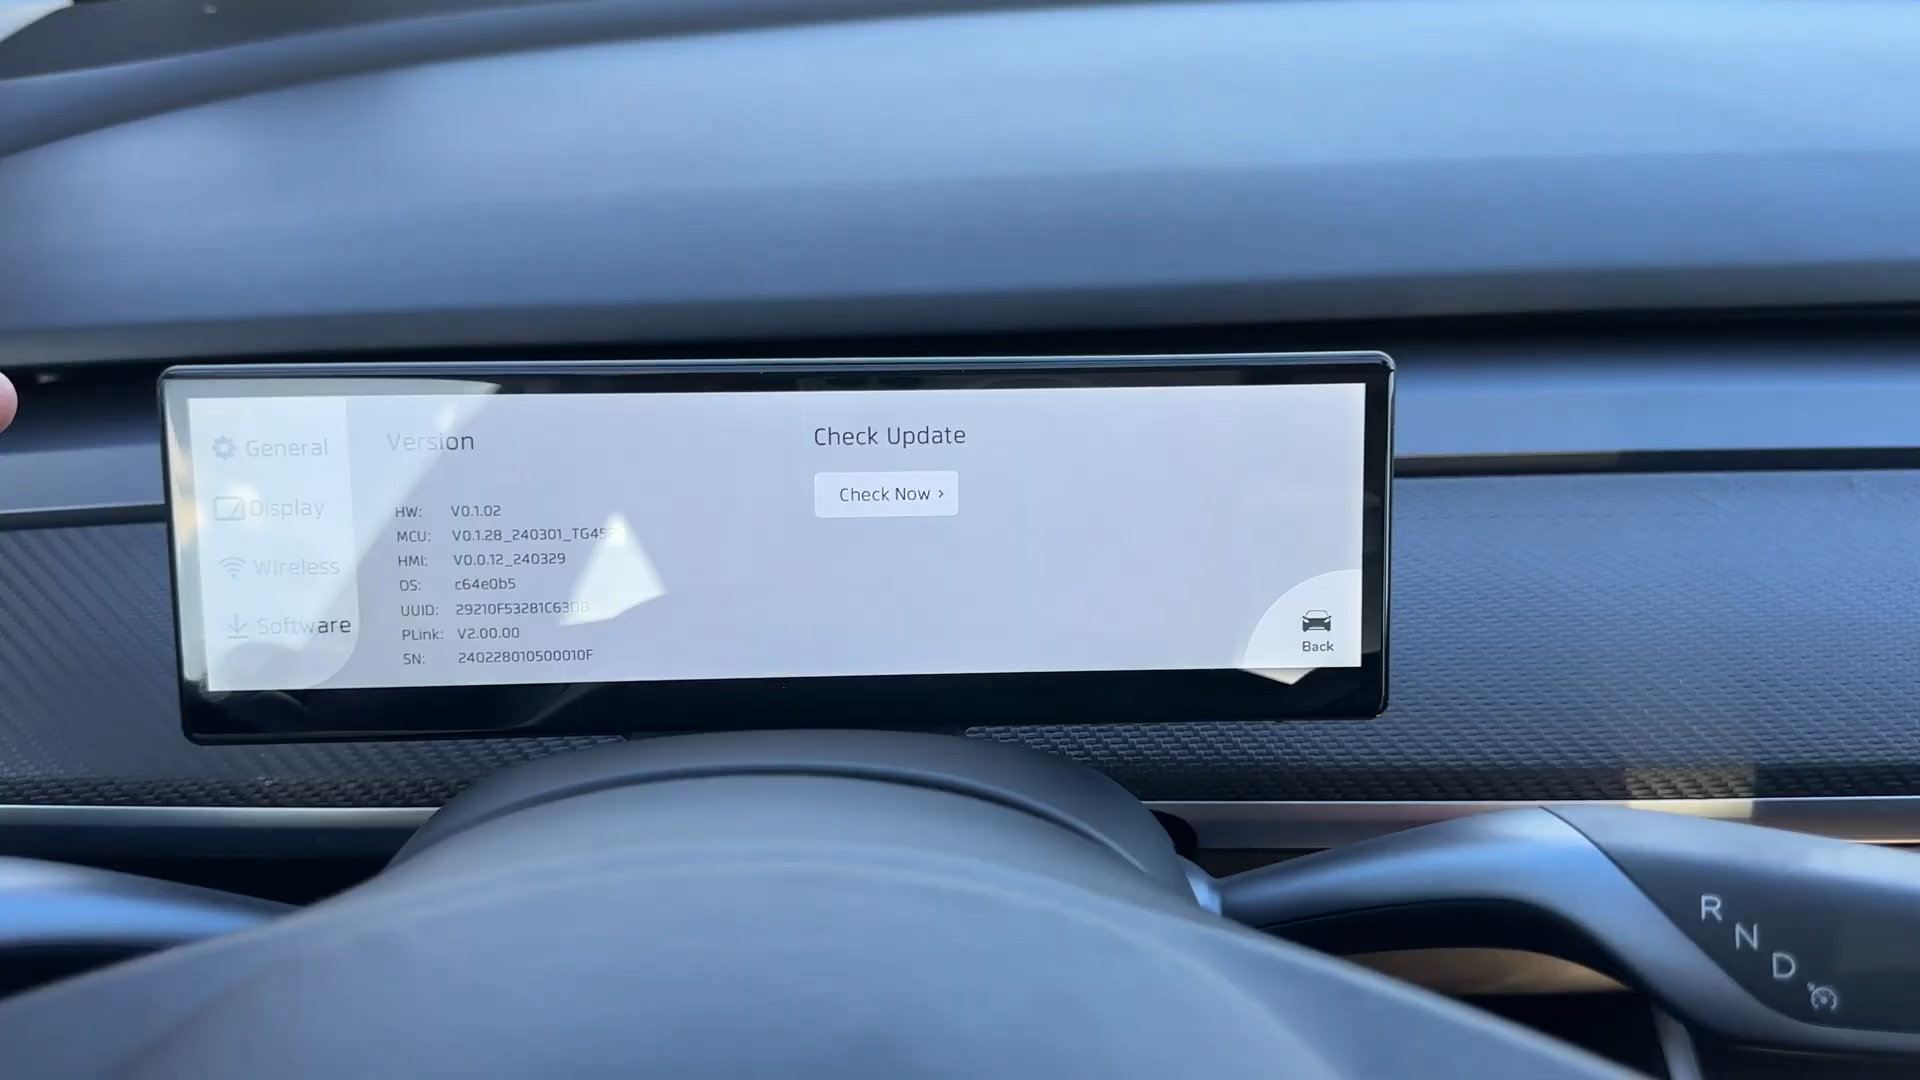 General
Display
Wireless
Software
Version
HW: V0.1.02
MCU: V0.1.28_240301_TG45
HMI: V0.0.12_240329
OS: c64e0b5
UUID: 29210F53281C63DB
PLink: V2.00.00
SN: 240228010500010F
Check Update
Check Now ›
Back
R
N
D